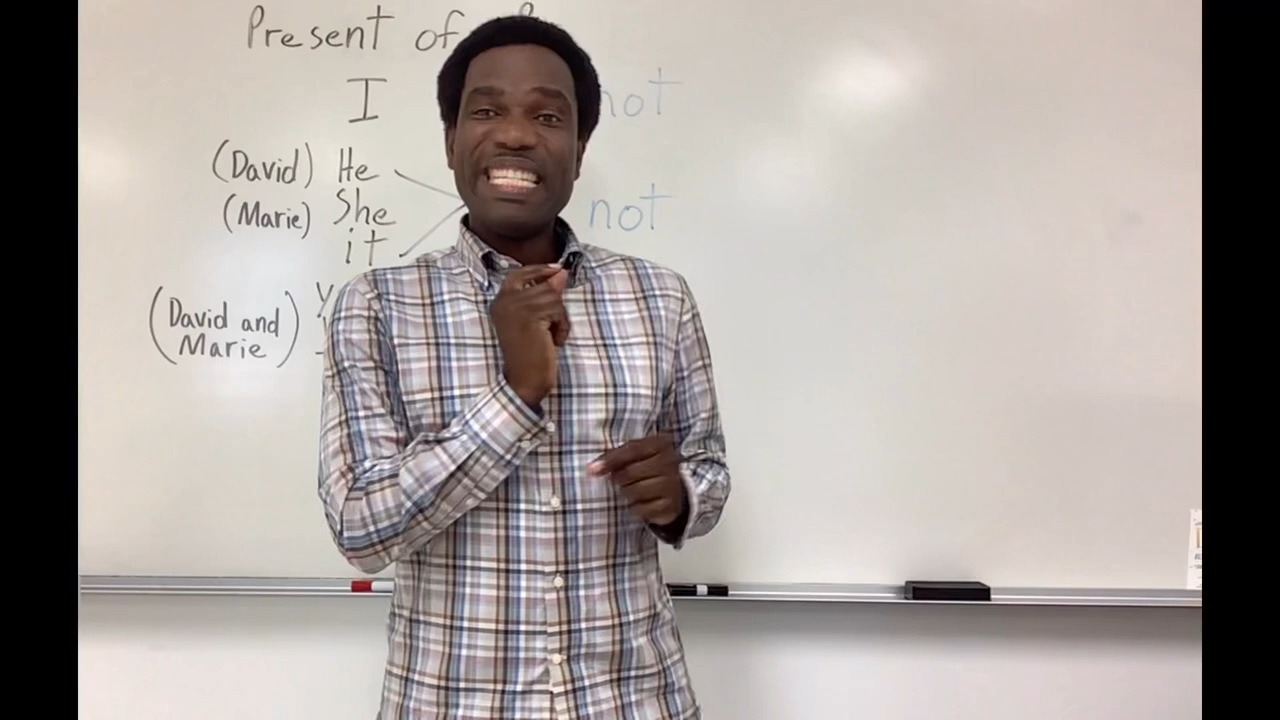 Present of
I not
(David) He
(Marie) She not
it
(David and
Marie)